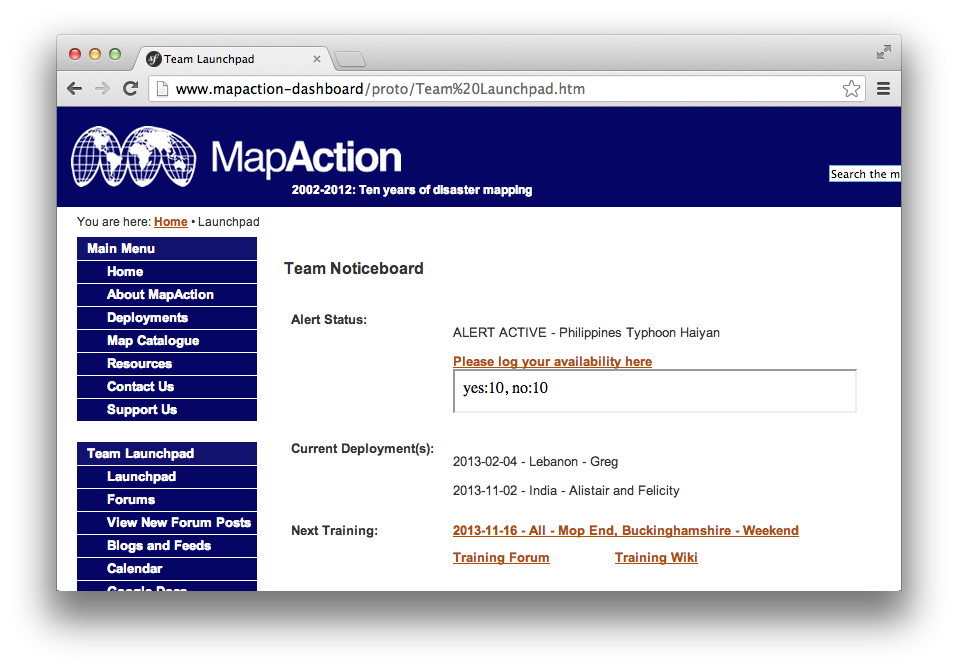 Team Launchpad
www.mapaction-dashboard/proto/Team%20Launchpad.htm
MapAction
2002-2012: Ten years of disaster mapping
Search the m
You are here: Home • Launchpad
Main Menu
Home
About MapAction
Deployments
Map Catalogue
Resources
Contact Us
Support Us
Team Launchpad
Launchpad
Forums
View New Forum Posts
Blogs and Feeds
Calendar
Google Docs
Team Noticeboard
Alert Status:
ALERT ACTIVE - Philippines Typhoon Haiyan
Please log your availability here
yes:10, no:10
Current Deployment(s):
2013-02-04 - Lebanon - Greg
2013-11-02 - India - Alistair and Felicity
Next Training:
2013-11-16 - All - Mop End, Buckinghamshire - Weekend
Training Forum Training Wiki